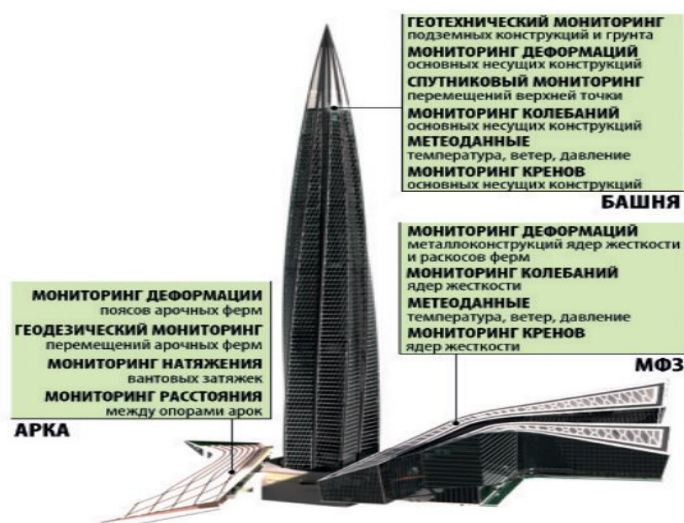 ГЕОТЕХНИЧЕСКИЙ МОНИТОРИНГ
подземных конструкций и грунта
МОНИТОРИНГ ДЕФОРМАЦИЙ
основных несущих конструкций
СПУТНИКОВЫЙ МОНИТОРИНГ
перемещений верхней точки
МОНИТОРИНГ КОЛЕБАНИЙ
основных несущих конструкций
МЕТЕОДАННЫЕ
температура, ветер, давление
МОНИТОРИНГ КРЕНОВ
основных несущих конструкций
БАШНЯ
МОНИТОРИНГ ДЕФОРМАЦИЙ
металлоконструкций ядер жесткости
и раскосов ферм
МОНИТОРИНГ КОЛЕБАНИЙ
ядер жесткости
МЕТЕОДАННЫЕ
температура, ветер, давление
МОНИТОРИНГ КРЕНОВ
ядер жесткости
МФЗ
МОНИТОРИНГ ДЕФОРМАЦИИ
поясов арочных ферм
ГЕОДЕЗИЧЕСКИЙ МОНИТОРИНГ
перемещений арочных ферм
МОНИТОРИНГ НАТЯЖЕНИЯ
вантовых затяжек
МОНИТОРИНГ РАССТОЯНИЯ
между опорами арок
АРКА